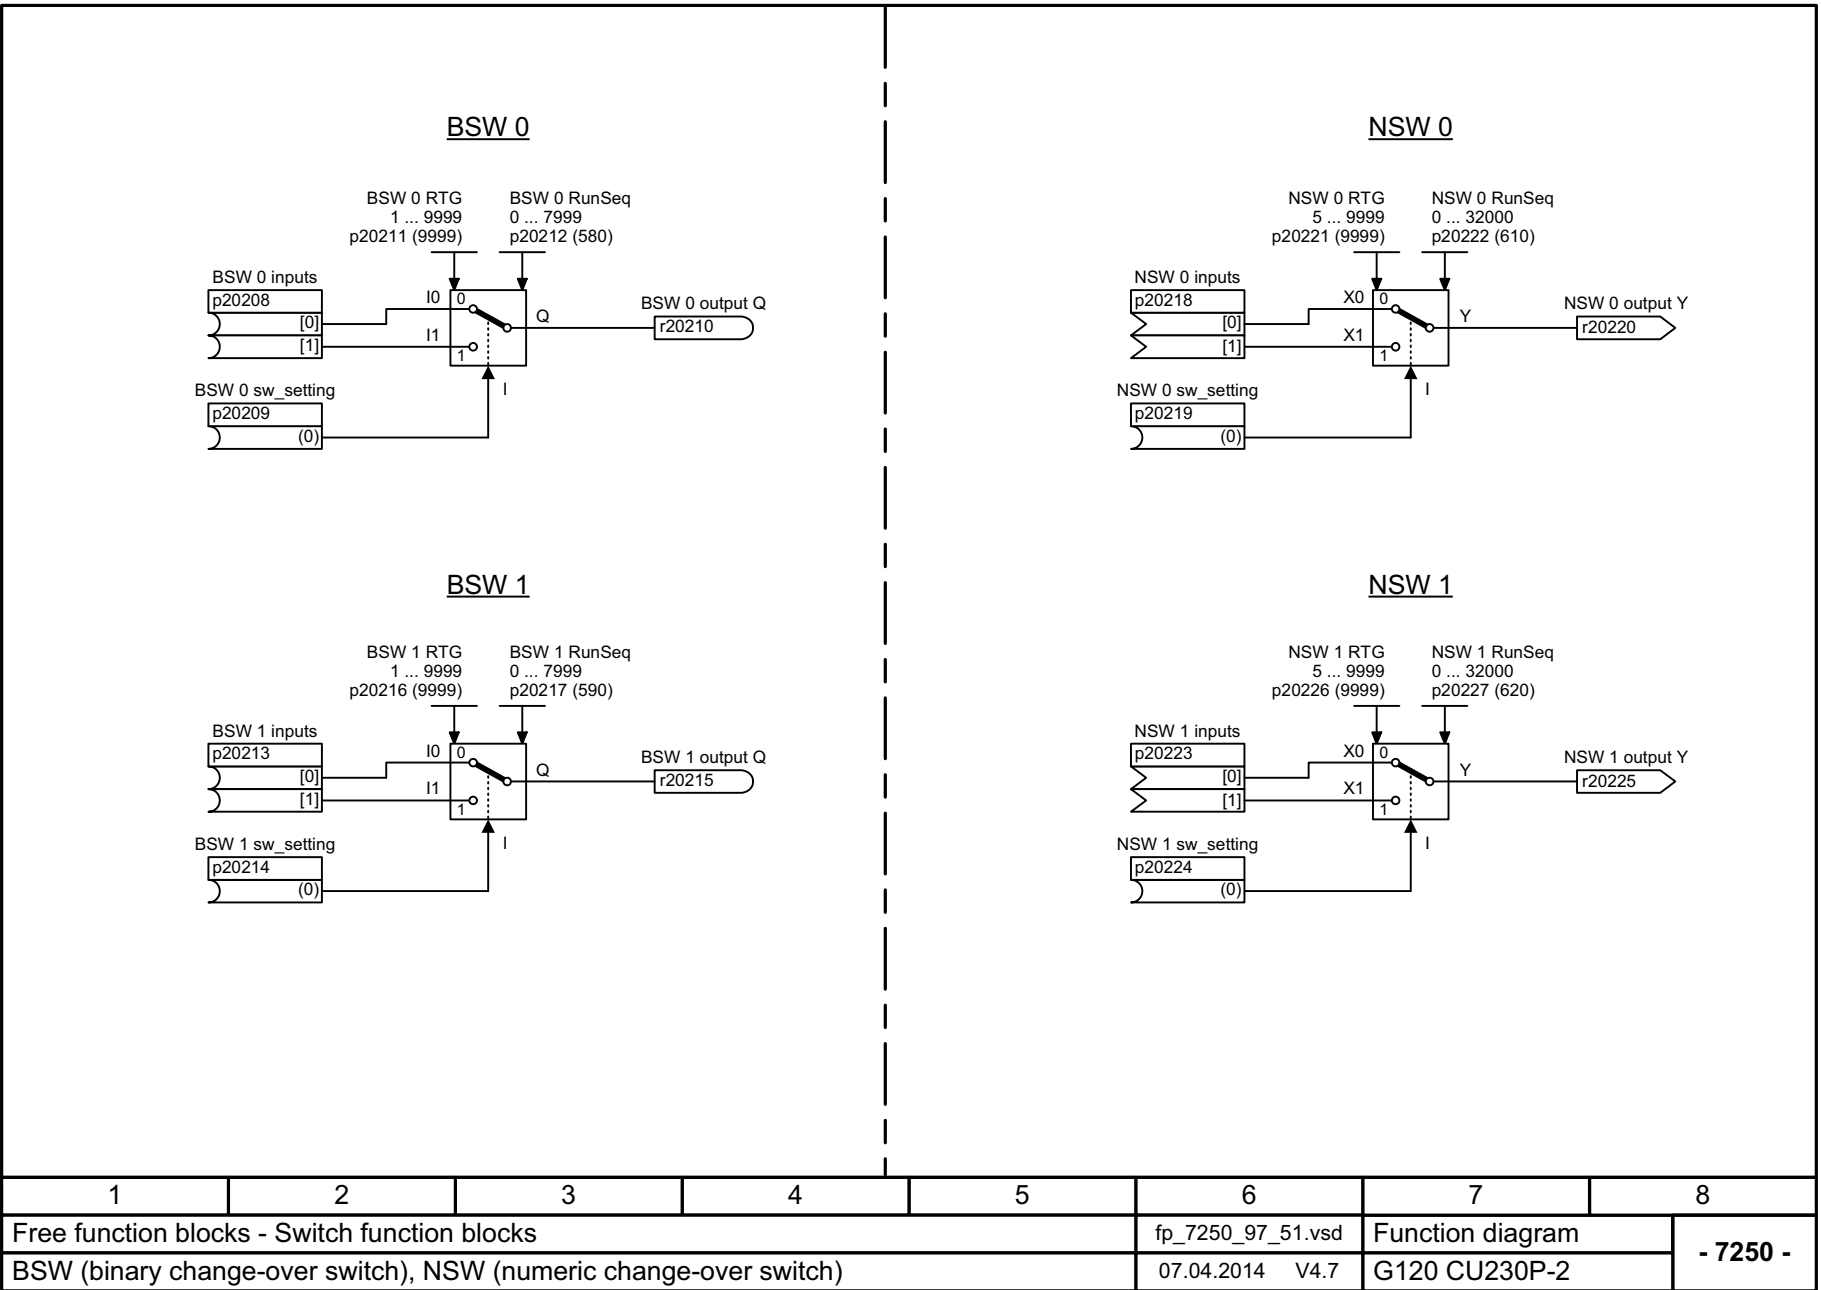 BSW 0
BSW 0 RTG
1 ... 9999
p20211 (9999)
BSW 0 RunSeq
0 ... 7999
p20212 (580)
BSW 0 inputs
p20208
[0]
[1]
I0
I1
0
1
Q
I
BSW 0 output Q
r20210
BSW 0 sw_setting
p20209
(0)
BSW 1
BSW 1 RTG
1 ... 9999
p20216 (9999)
BSW 1 RunSeq
0 ... 7999
p20217 (590)
BSW 1 inputs
p20213
[0]
[1]
I0
I1
0
1
Q
I
BSW 1 output Q
r20215
BSW 1 sw_setting
p20214
(0)
NSW 0
NSW 0 RTG
5 ... 9999
p20221 (9999)
NSW 0 RunSeq
0 ... 32000
p20222 (610)
NSW 0 inputs
p20218
[0]
[1]
X0
X1
0
1
Y
I
NSW 0 output Y
r20220
NSW 0 sw_setting
p20219
(0)
NSW 1
NSW 1 RTG
5 ... 9999
p20226 (9999)
NSW 1 RunSeq
0 ... 32000
p20227 (620)
NSW 1 inputs
p20223
[0]
[1]
X0
X1
0
1
Y
I
NSW 1 output Y
r20225
NSW 1 sw_setting
p20224
(0)
1 2 3 4 5 6 7 8
Free function blocks - Switch function blocks
fp_7250_97_51.vsd
Function diagram
- 7250 -
BSW (binary change-over switch), NSW (numeric change-over switch)
07.04.2014 V4.7
G120 CU230P-2